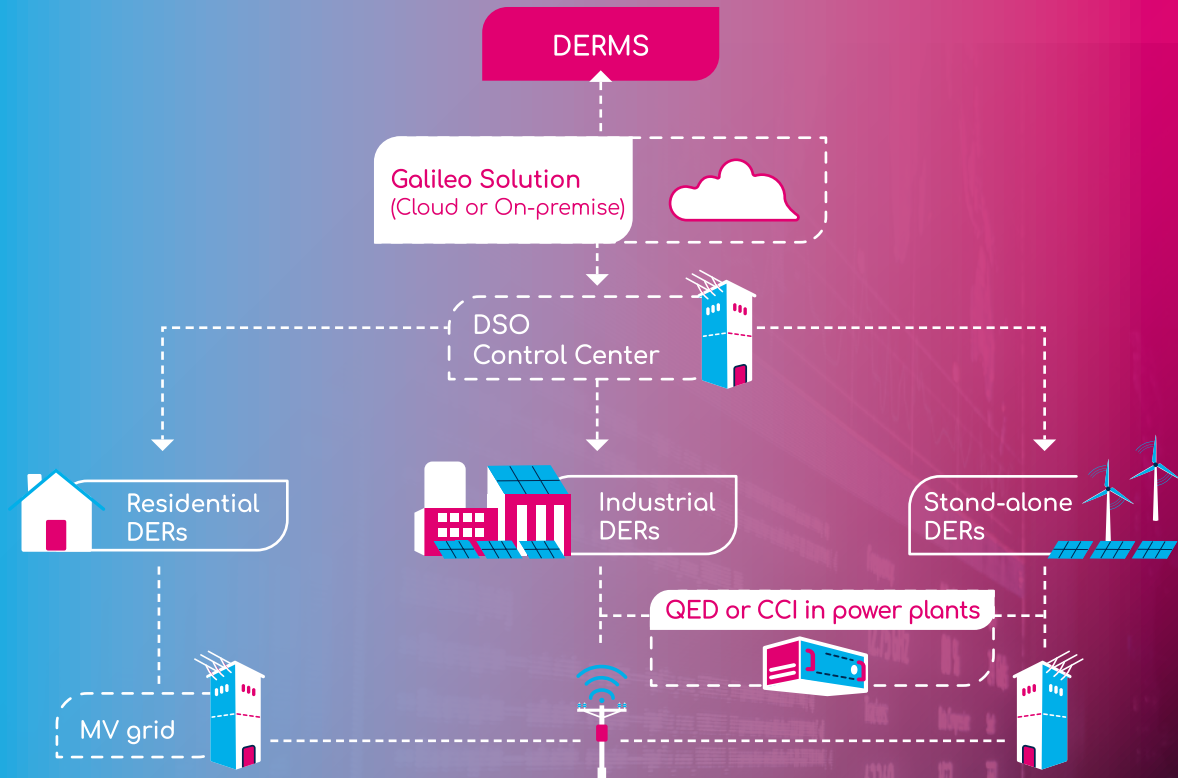 DERMS
Galileo Solution
(Cloud or On-premise)
DSO
Control Center
Residential
DERs
Industrial
DERs
Stand-alone
DERs
QED or CCI in power plants
MV grid